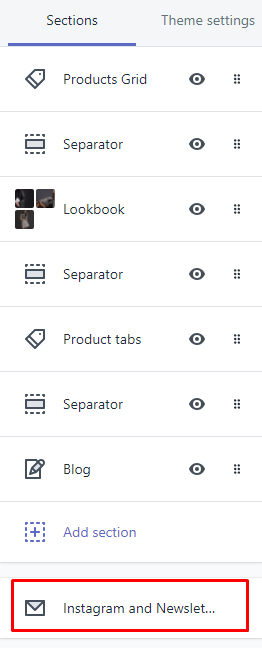 Sections Theme settings
Products Grid
Separator
Lookbook
Separator
Product tabs
Separator
Blog
Add section
Instagram and Newslet...